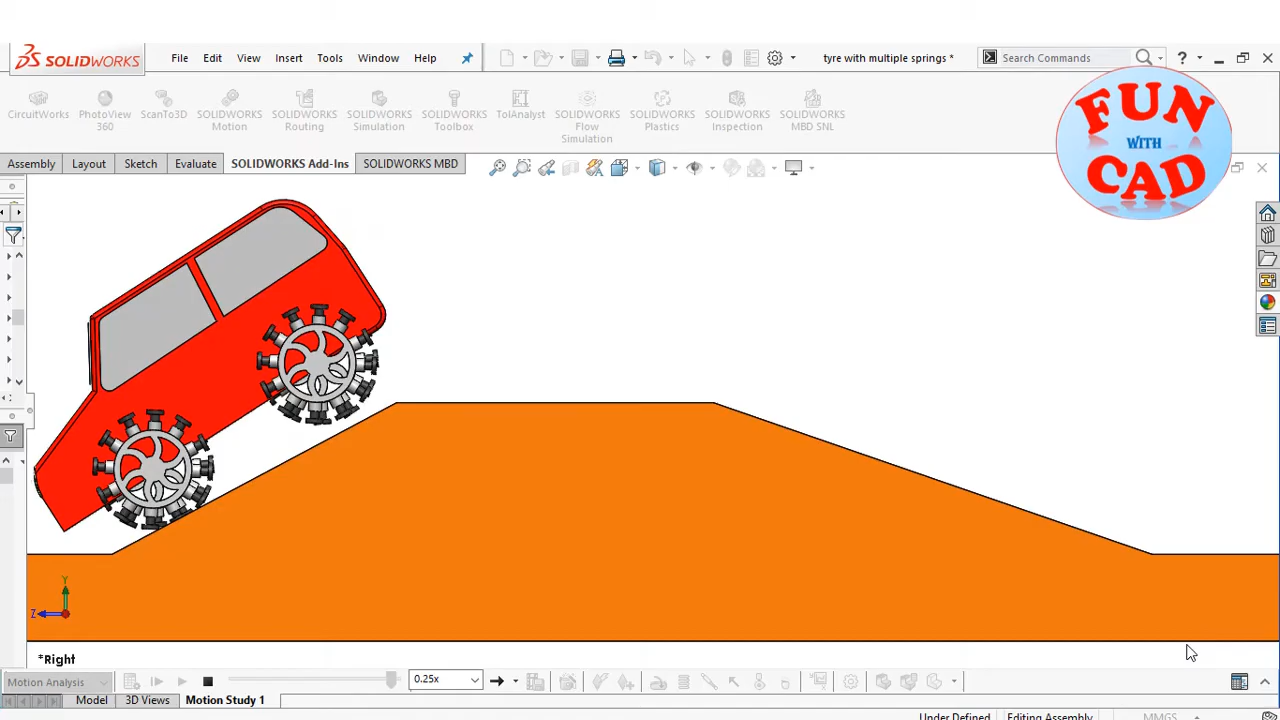 SOLIDWORKS File Edit View Insert Tools Window Help tyre with multiple springs * Search Commands ?
FUN
WITH
CAD
CircuitWorks PhotoView 360 ScanTo3D SOLIDWORKS Motion SOLIDWORKS Routing SOLIDWORKS Simulation SOLIDWORKS Toolbox TolAnalyst SOLIDWORKS Flow Simulation SOLIDWORKS Plastics SOLIDWORKS Inspection SOLIDWORKS MBD SNL
Assembly Layout Sketch Evaluate SOLIDWORKS Add-Ins SOLIDWORKS MBD
Y
Z
*Right
Motion Analysis 0.25x
Model 3D Views Motion Study 1
Under Defined Editing Assembly MMGS